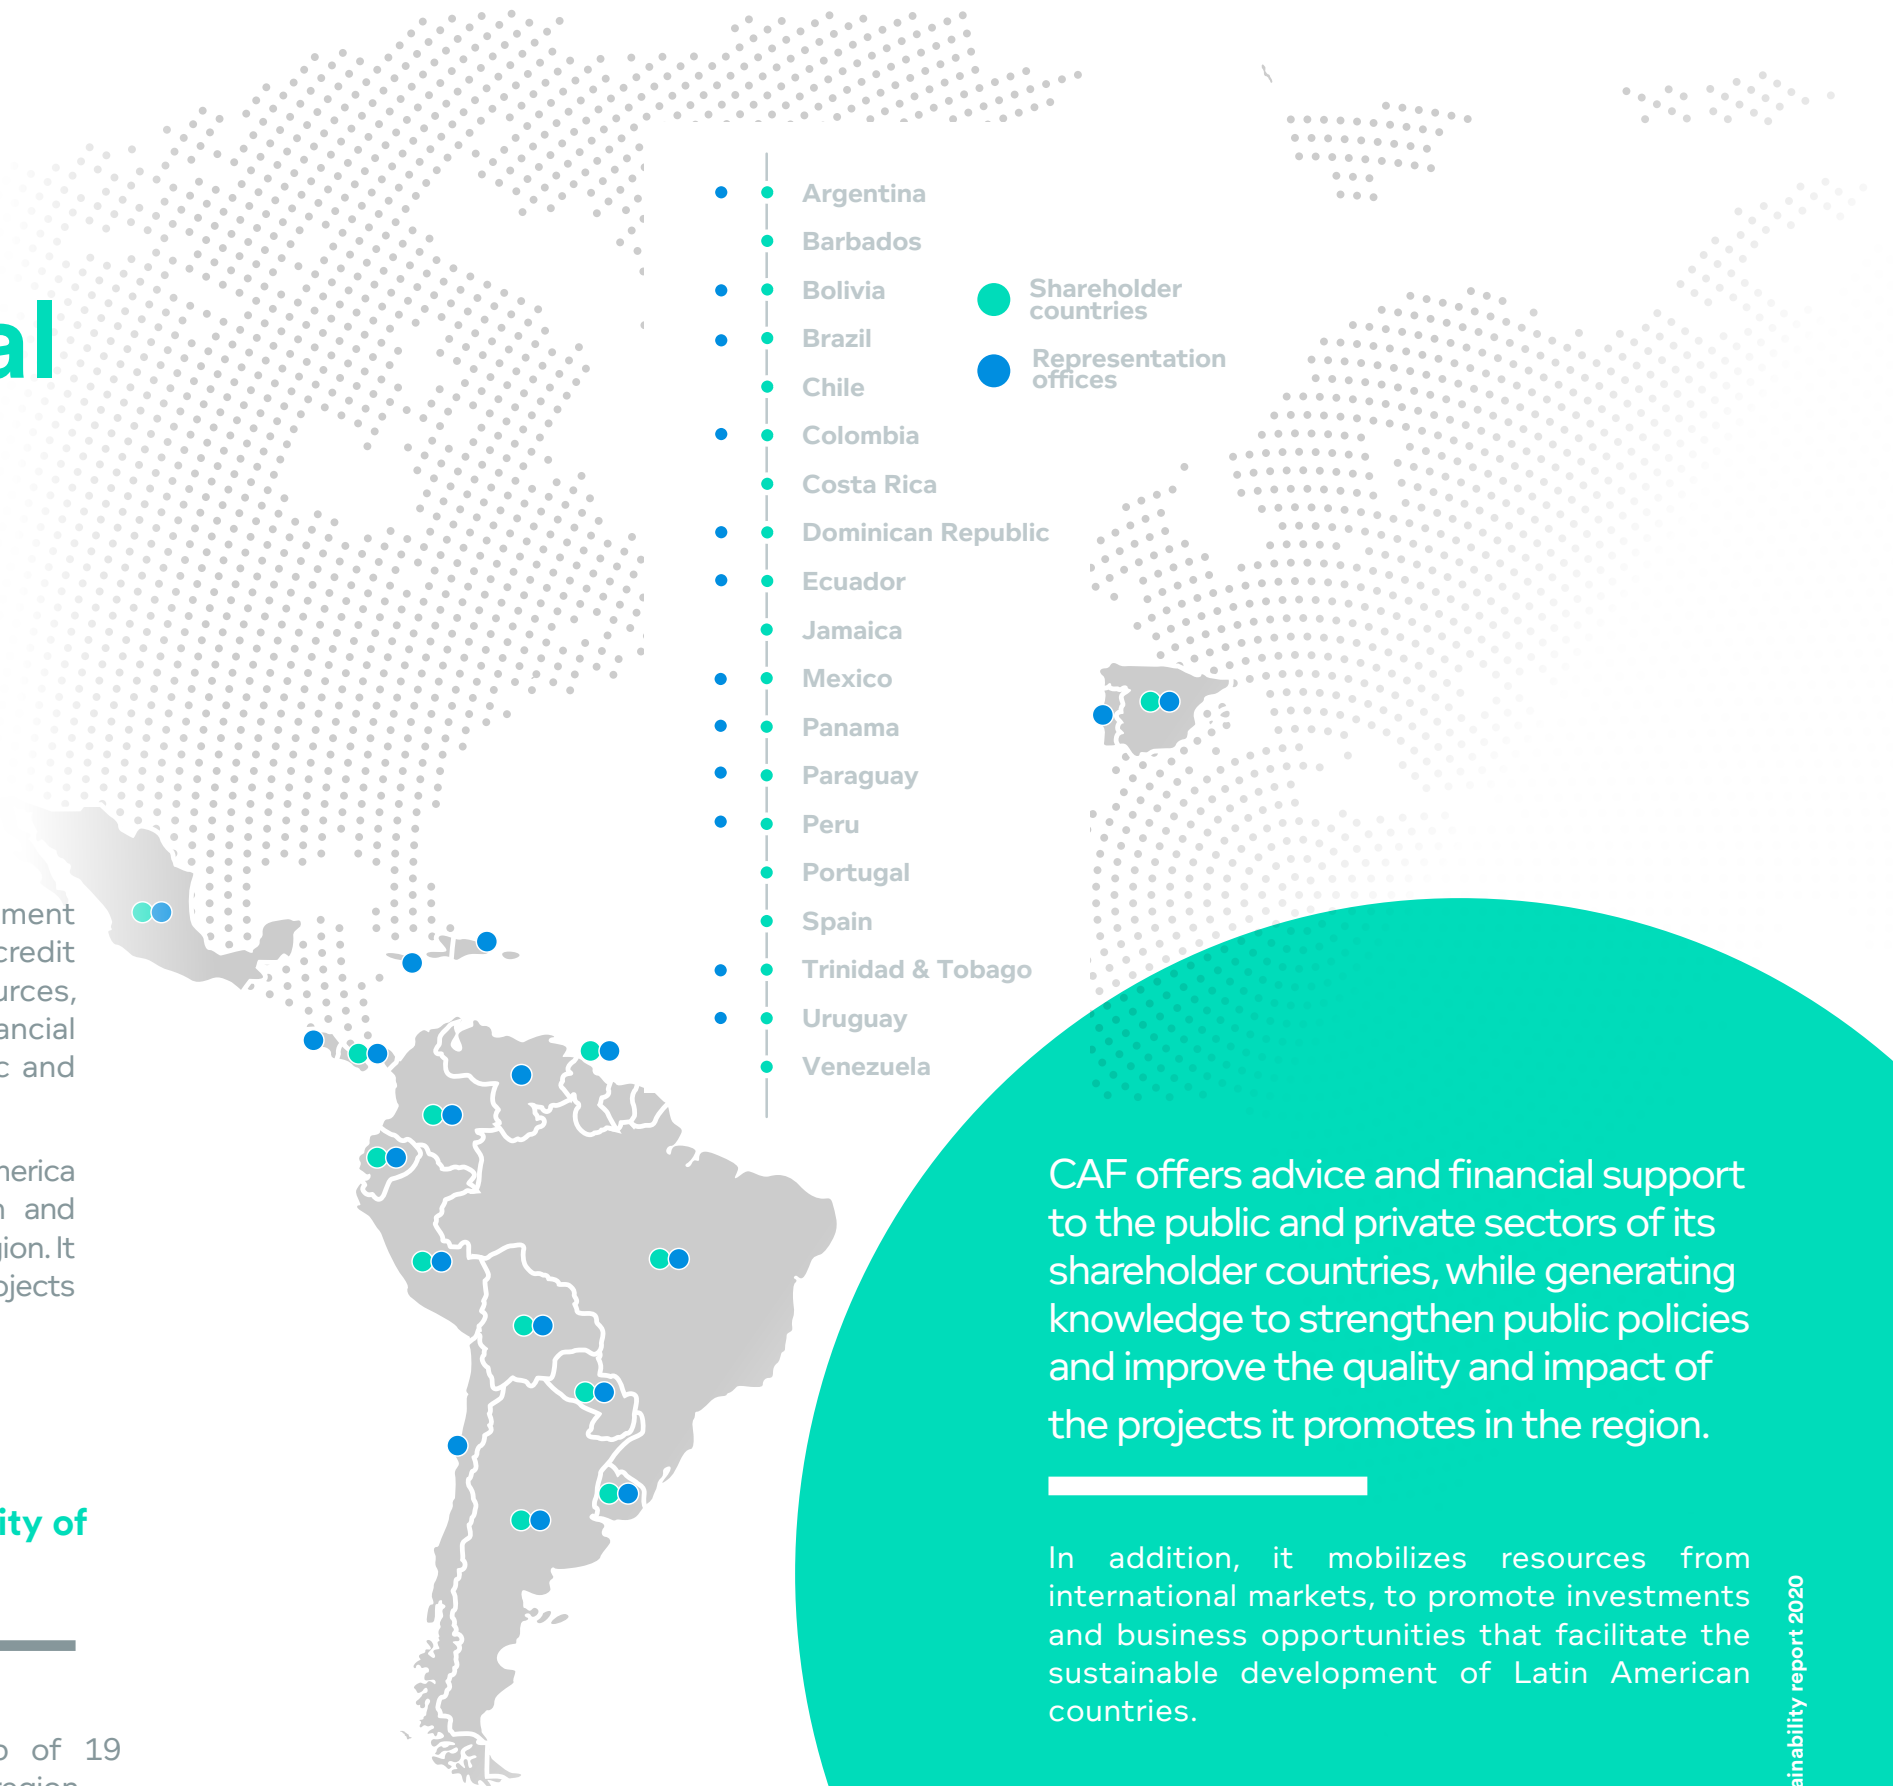 al
ment
credit
urces,
ancial
c and
nerica
n and
gion. It
ojects
ity of
o of 19
region
Argentina
Barbados
Bolivia
Brazil
Chile
Colombia
Costa Rica
Dominican Republic
Ecuador
Jamaica
Mexico
Panama
Paraguay
Peru
Portugal
Spain
Trinidad & Tobago
Uruguay
Venezuela
Shareholder
countries
Representation
offices
CAF offers advice and financial support
to the public and private sectors of its
shareholder countries, while generating
knowledge to strengthen public policies
and improve the quality and impact of
the projects it promotes in the region.
In addition, it mobilizes resources from
international markets, to promote investments
and business opportunities that facilitate the
sustainable development of Latin American
countries.
ainability report 2020